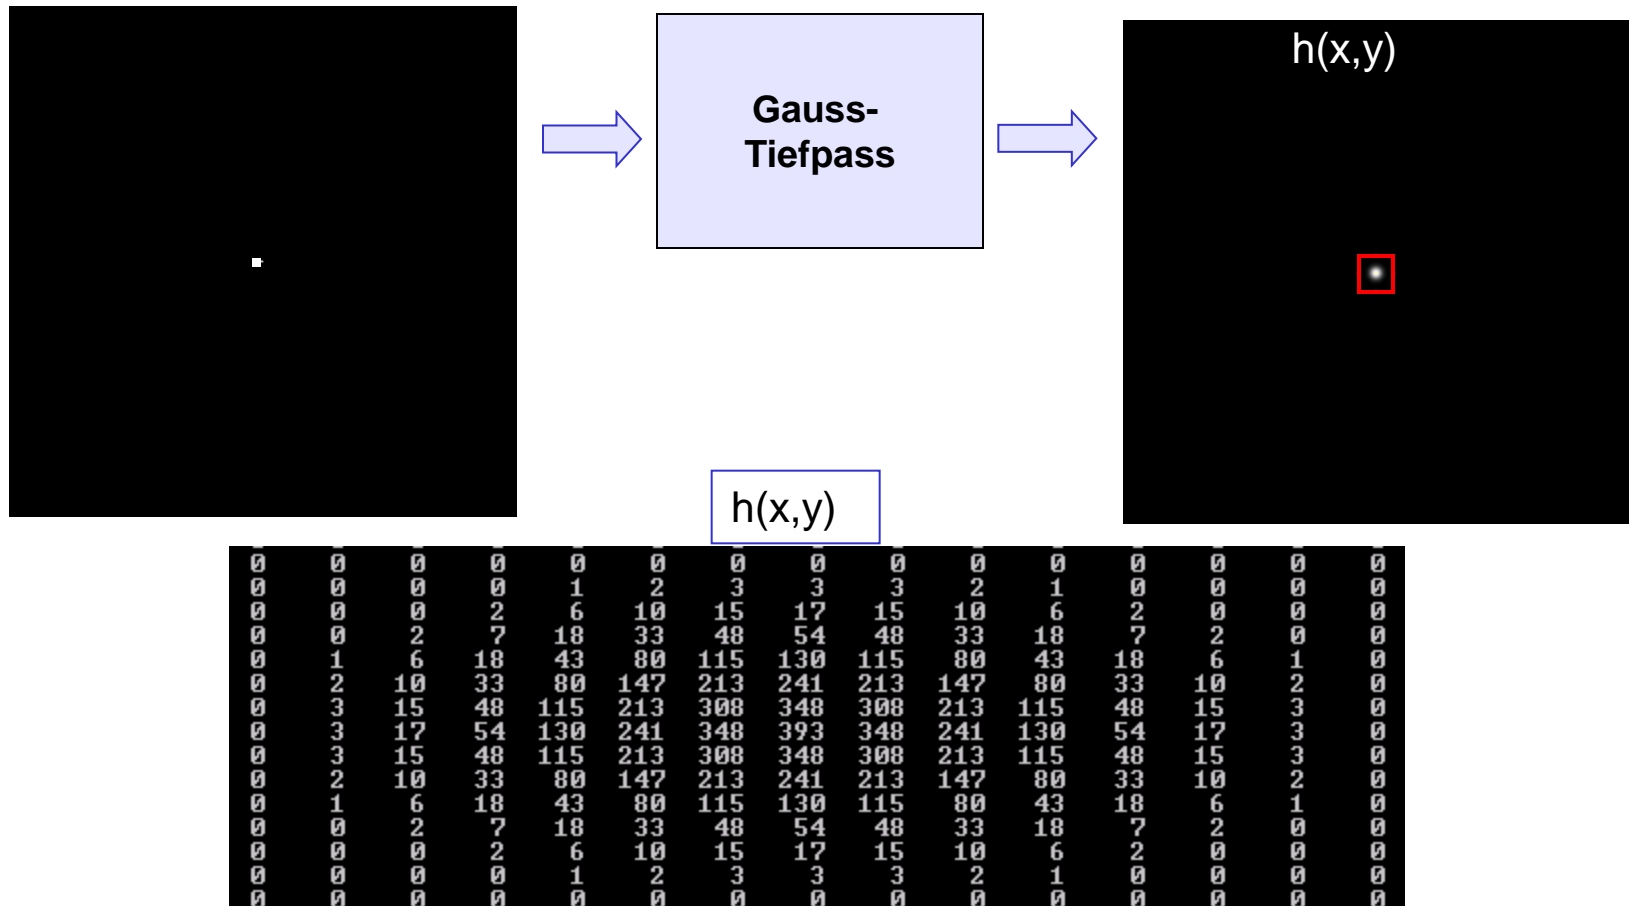 h(x,y)
Gauss-
Tiefpass
h(x,y)
0 0 0 0 0 0 0 0 0 0 0 0 0 0 0
0 0 0 0 1 2 3 3 3 2 1 0 0 0 0
0 0 0 2 6 10 15 17 15 10 6 2 0 0 0
0 0 2 7 18 33 48 54 48 33 18 7 2 0 0
0 1 6 18 43 80 115 130 115 80 43 18 6 1 0
0 2 10 33 80 147 213 241 213 147 80 33 10 2 0
0 3 15 48 115 213 308 348 308 213 115 48 15 3 0
0 3 17 54 130 241 348 393 348 241 130 54 17 3 0
0 3 15 48 115 213 308 348 308 213 115 48 15 3 0
0 2 10 33 80 147 213 241 213 147 80 33 10 2 0
0 1 6 18 43 80 115 130 115 80 43 18 6 1 0
0 0 2 7 18 33 48 54 48 33 18 7 2 0 0
0 0 0 2 6 10 15 17 15 10 6 2 0 0 0
0 0 0 0 1 2 3 3 3 2 1 0 0 0 0
0 0 0 0 0 0 0 0 0 0 0 0 0 0 0